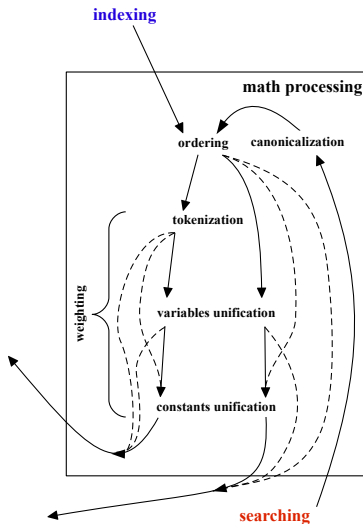 indexing
math processing
ordering
canonicalization
tokenization
weighting
variables unification
constants unification
searching